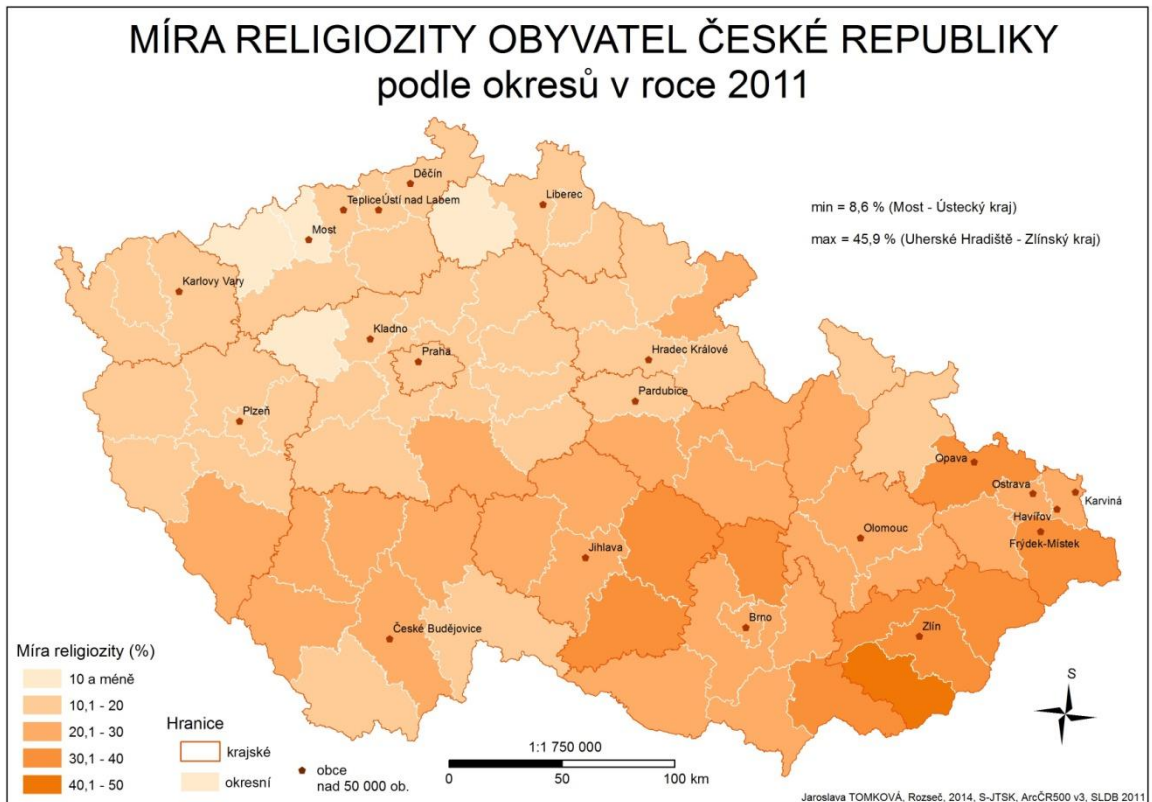 MÍRA RELIGIOZITY OBYVATEL ČESKÉ REPUBLIKY
podle okresů v roce 2011
min = 8,6 % (Most - Ústecký kraj)
max = 45,9 % (Uherské Hradiště - Zlínský kraj)
Děčín
Teplice
Ústí nad Labem
Liberec
Most
Karlovy Vary
Kladno
Praha
Hradec Králové
Pardubice
Plzeň
Opava
Ostrava
Karviná
Havířov
Frýdek-Místek
Olomouc
Jihlava
Brno
Zlín
České Budějovice
Míra religiozity (%)
10 a méně
10,1 - 20
20,1 - 30
30,1 - 40
40,1 - 50
Hranice
krajské
okresní
obce
nad 50 000 ob.
1:1 750 000
0 50 100 km
S
Jaroslava TOMKOVÁ, Rozseč, 2014, S-JTSK, ArcČR500 v3, SLDB 2011